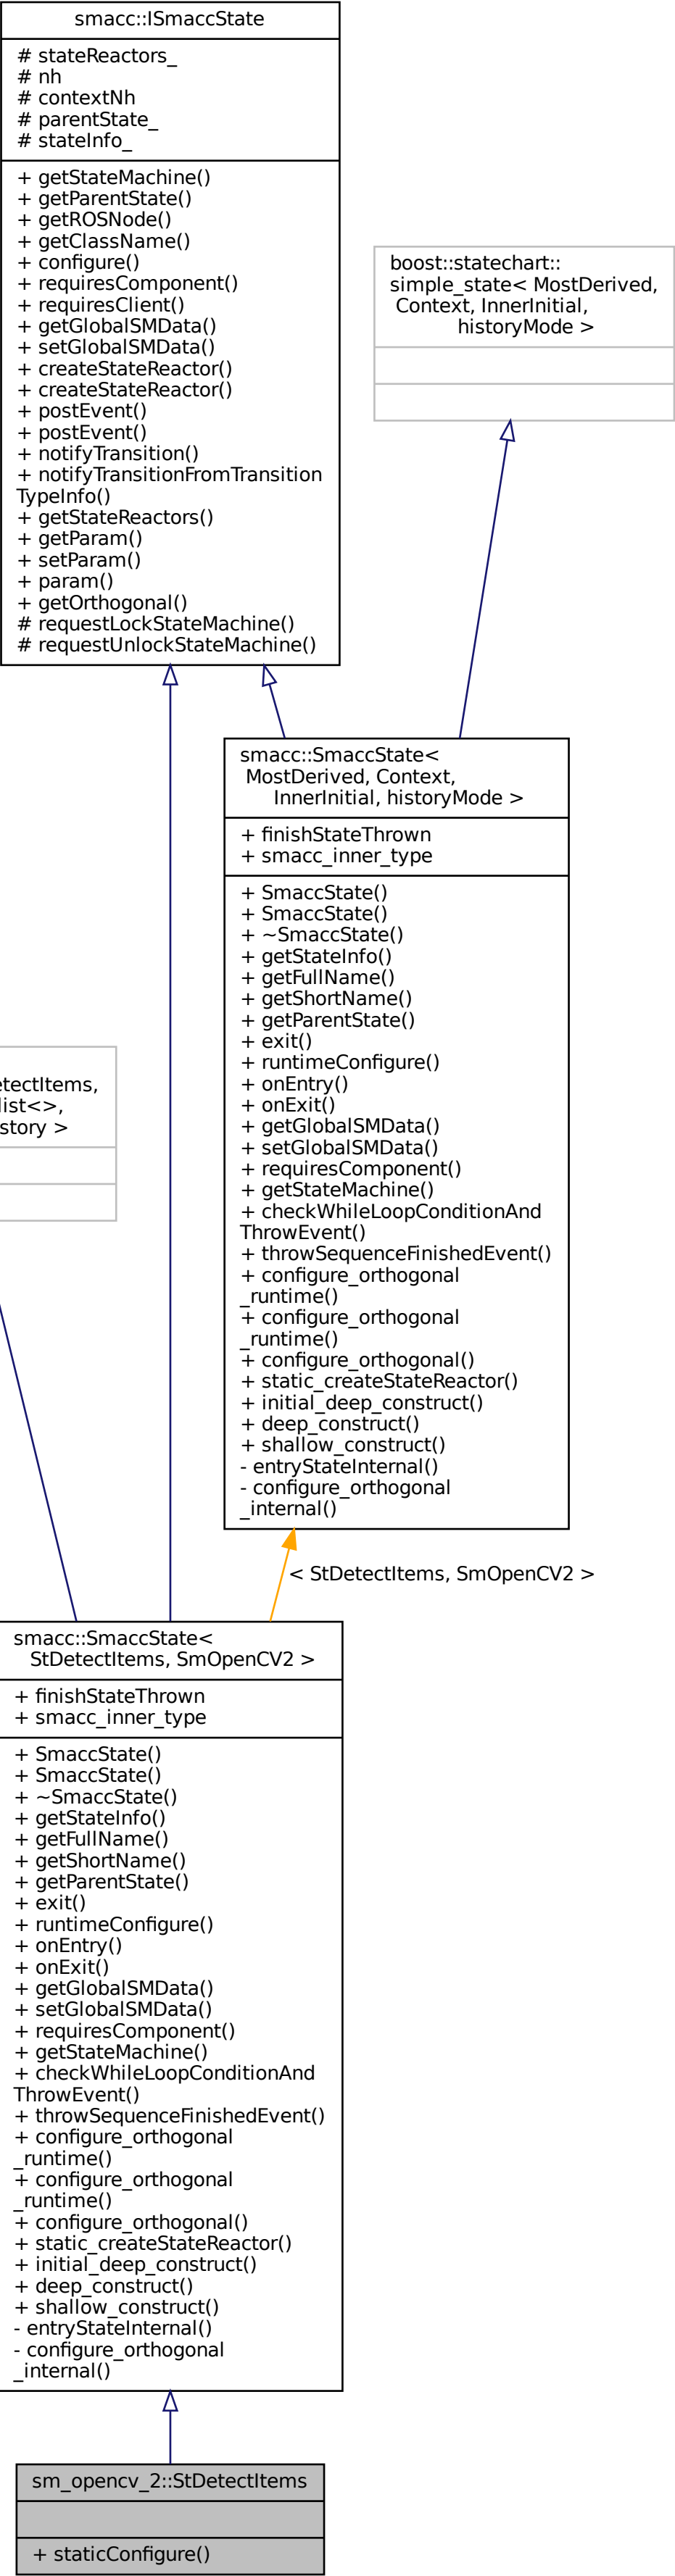 smacc::ISmaccState
# stateReactors_
# nh
# contextNh
# parentState_
# stateInfo_
+ getStateMachine()
+ getParentState()
+ getROSNode()
+ getClassName()
+ configure()
+ requiresComponent()
+ requiresClient()
+ getGlobalSMData()
+ setGlobalSMData()
+ createStateReactor()
+ createStateReactor()
+ postEvent()
+ postEvent()
+ notifyTransition()
+ notifyTransitionFromTransition
TypeInfo()
+ getStateReactors()
+ getParam()
+ setParam()
+ param()
+ getOrthogonal()
# requestLockStateMachine()
# requestUnlockStateMachine()
boost::statechart::
simple_state< MostDerived,
Context, InnerInitial,
historyMode >
smacc::SmaccState<
MostDerived, Context,
InnerInitial, historyMode >
+ finishStateThrown
+ smacc_inner_type
+ SmaccState()
+ SmaccState()
+ ~SmaccState()
+ getStateInfo()
+ getFullName()
+ getShortName()
+ getParentState()
+ exit()
+ runtimeConfigure()
+ onEntry()
+ onExit()
+ getGlobalSMData()
+ setGlobalSMData()
+ requiresComponent()
+ getStateMachine()
+ checkWhileLoopConditionAnd
ThrowEvent()
+ throwSequenceFinishedEvent()
+ configure_orthogonal
_runtime()
+ configure_orthogonal
_runtime()
+ configure_orthogonal()
+ static_createStateReactor()
+ initial_deep_construct()
+ deep_construct()
+ shallow_construct()
- entryStateInternal()
- configure_orthogonal
_internal()
etectItems,
list<>,
story >
< StDetectItems, SmOpenCV2 >
smacc::SmaccState<
StDetectItems, SmOpenCV2 >
+ finishStateThrown
+ smacc_inner_type
+ SmaccState()
+ SmaccState()
+ ~SmaccState()
+ getStateInfo()
+ getFullName()
+ getShortName()
+ getParentState()
+ exit()
+ runtimeConfigure()
+ onEntry()
+ onExit()
+ getGlobalSMData()
+ setGlobalSMData()
+ requiresComponent()
+ getStateMachine()
+ checkWhileLoopConditionAnd
ThrowEvent()
+ throwSequenceFinishedEvent()
+ configure_orthogonal
_runtime()
+ configure_orthogonal
_runtime()
+ configure_orthogonal()
+ static_createStateReactor()
+ initial_deep_construct()
+ deep_construct()
+ shallow_construct()
- entryStateInternal()
- configure_orthogonal
_internal()
sm_opencv_2::StDetectItems
+ staticConfigure()